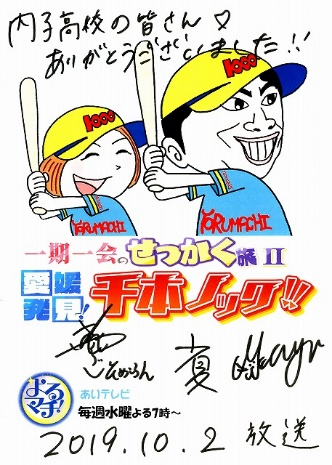 内子高校の皆さん♡
ありがとうございました!!
1000
1000
YORUMACHI
YORUMACHI
一期一会のせっかく旅II
愛媛発見!
千本ノック!!
よるマチ!
あいテレビ
毎週水曜よる7時〜
2019.10.2 放送